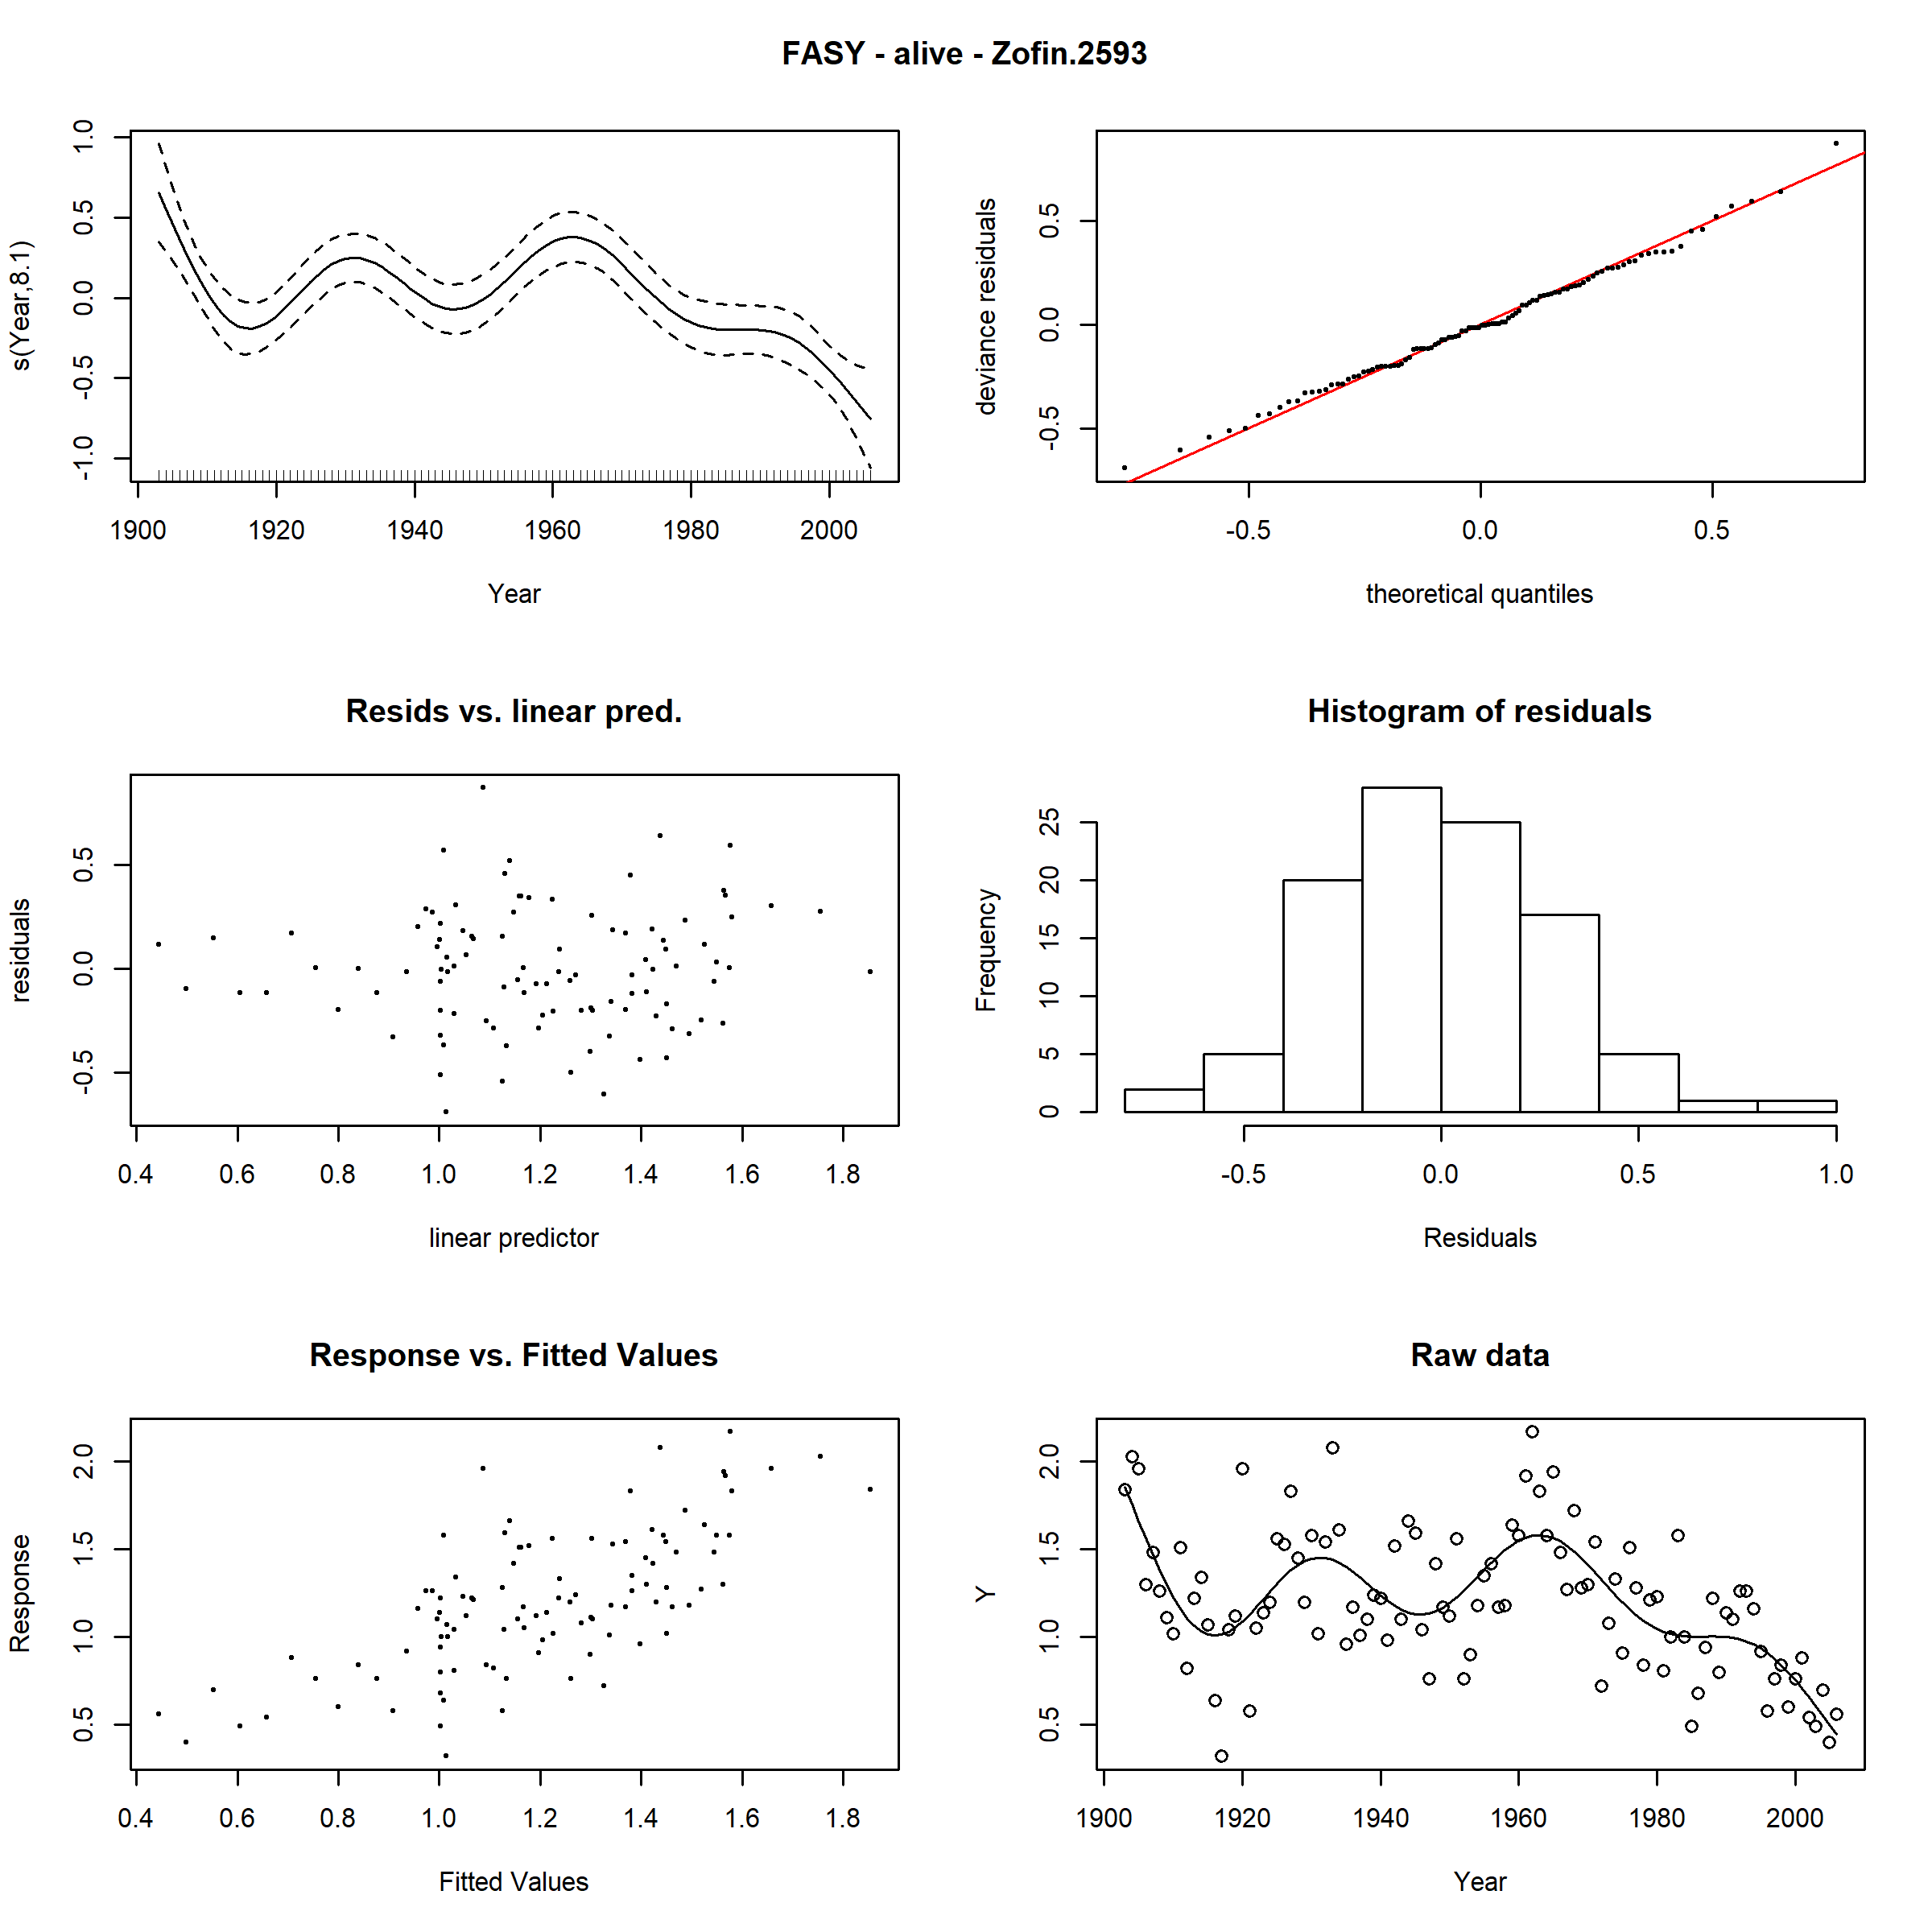 FASY - alive - Zofin.2593
s(Year,8.1)
-1.0 -0.5 0.0 0.5 1.0
1900 1920 1940 1960 1980 2000
Year
deviance residuals
-0.5 0.0 0.5
-0.5 0.0 0.5
theoretical quantiles
Resids vs. linear pred.
residuals
-0.5 0.0 0.5
0.4 0.6 0.8 1.0 1.2 1.4 1.6 1.8
linear predictor
Histogram of residuals
Frequency
0 5 10 15 20 25
-0.5 0.0 0.5 1.0
Residuals
Response vs. Fitted Values
Response
0.5 1.0 1.5 2.0
0.4 0.6 0.8 1.0 1.2 1.4 1.6 1.8
Fitted Values
Raw data
Y
0.5 1.0 1.5 2.0
1900 1920 1940 1960 1980 2000
Year